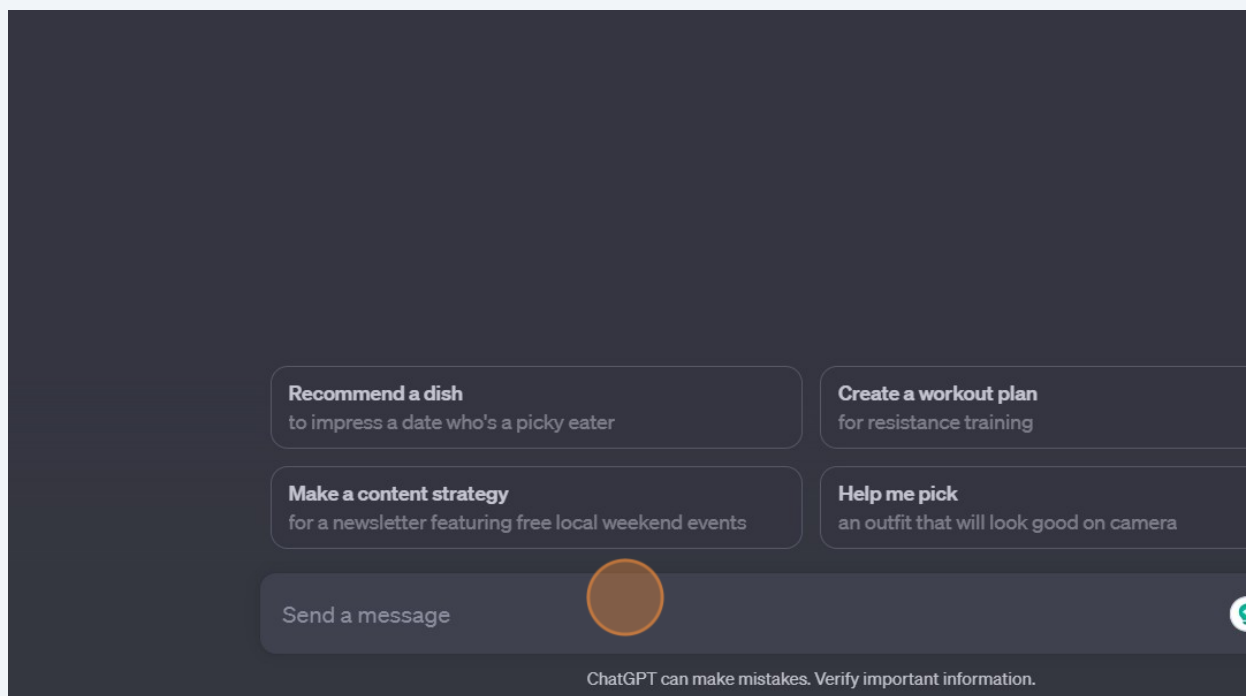 Recommend a dish
to impress a date who's a picky eater
Create a workout plan
for resistance training
Make a content strategy
for a newsletter featuring free local weekend events
Help me pick
an outfit that will look good on camera
Send a message
ChatGPT can make mistakes. Verify important information.